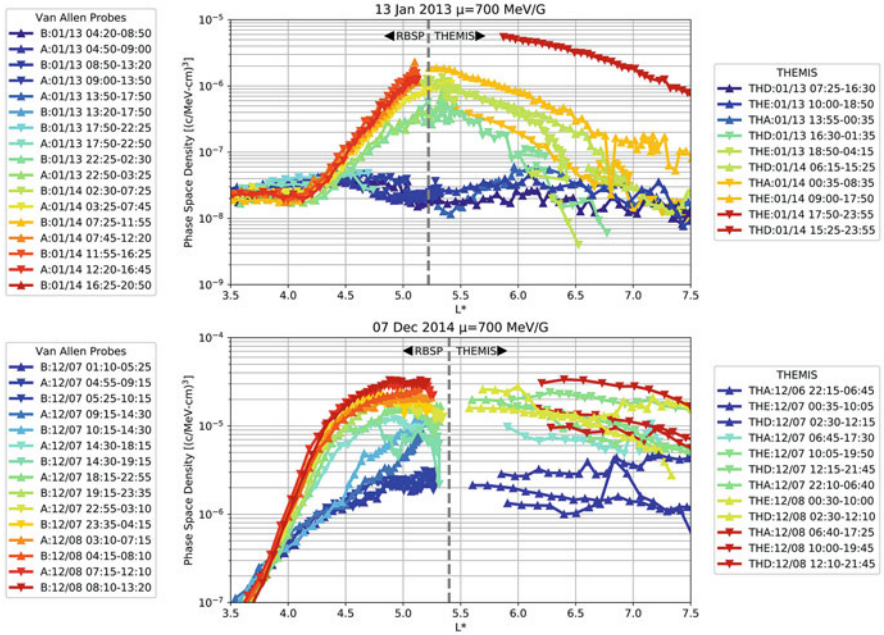 13 Jan 2013 μ=700 MeV/G
Van Allen Probes
B:01/13 04:20-08:50
A:01/13 04:50-09:00
B:01/13 08:50-13:20
A:01/13 09:00-13:50
A:01/13 13:50-17:50
B:01/13 13:20-17:50
B:01/13 17:50-22:25
A:01/13 17:50-22:50
B:01/13 22:25-02:30
A:01/13 22:50-03:25
B:01/14 02:30-07:25
A:01/14 03:25-07:45
B:01/14 07:25-11:55
A:01/14 07:45-12:20
B:01/14 11:55-16:25
A:01/14 12:20-16:45
B:01/14 16:25-20:50
Phase Space Density [(c/MeV-cm)³]
10⁻⁵
10⁻⁶
10⁻⁷
10⁻⁸
10⁻⁹
◀RBSP THEMIS▶
3.5 4.0 4.5 5.0 5.5 6.0 6.5 7.0 7.5
L*
THEMIS
THD:01/13 07:25-16:30
THE:01/13 10:00-18:50
THA:01/13 13:55-00:35
THD:01/13 16:30-01:35
THE:01/13 18:50-04:15
THD:01/14 06:15-15:25
THA:01/14 00:35-08:35
THE:01/14 09:00-17:50
THE:01/14 17:50-23:55
THD:01/14 15:25-23:55
07 Dec 2014 μ=700 MeV/G
Van Allen Probes
B:12/07 01:10-05:25
A:12/07 04:55-09:15
B:12/07 05:25-10:15
A:12/07 09:15-14:30
B:12/07 10:15-14:30
A:12/07 14:30-18:15
B:12/07 14:30-19:15
A:12/07 18:15-22:55
B:12/07 19:15-23:35
A:12/07 22:55-03:10
B:12/07 23:35-04:15
A:12/08 03:10-07:15
B:12/08 04:15-08:10
A:12/08 07:15-12:10
B:12/08 08:10-13:20
Phase Space Density [(c/MeV-cm)³]
10⁻⁴
10⁻⁵
10⁻⁶
10⁻⁷
◀RBSP THEMIS▶
3.5 4.0 4.5 5.0 5.5 6.0 6.5 7.0 7.5
L*
THEMIS
THA:12/06 22:15-06:45
THE:12/07 00:35-10:05
THD:12/07 02:30-12:15
THA:12/07 06:45-17:30
THE:12/07 10:05-19:50
THD:12/07 12:15-21:45
THA:12/07 22:10-06:40
THE:12/08 00:30-10:00
THD:12/08 02:30-12:10
THA:12/08 06:40-17:25
THE:12/08 10:00-19:45
THD:12/08 12:10-21:45